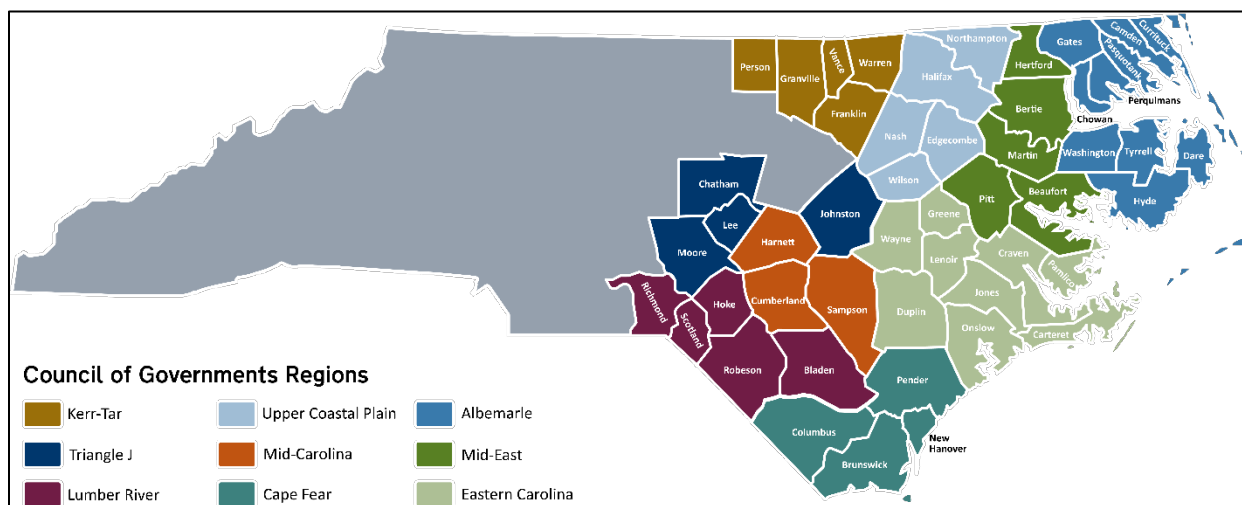 Northampton
Camden
Currituck
Gates
Pasquotank
Hertford
Person
Granville
Vance
Warren
Halifax
Bertie
Perquimans
Chowan
Franklin
Nash
Edgecombe
Martin
Washington
Tyrrell
Dare
Chatham
Wilson
Pitt
Beaufort
Hyde
Lee
Johnston
Greene
Moore
Harnett
Wayne
Lenoir
Craven
Pamlico
Richmond
Scotland
Hoke
Cumberland
Sampson
Duplin
Jones
Onslow
Carteret
Robeson
Bladen
Pender
Columbus
Brunswick
New
Hanover
Council of Governments Regions
Kerr-Tar
Upper Coastal Plain
Albemarle
Triangle J
Mid-Carolina
Mid-East
Lumber River
Cape Fear
Eastern Carolina